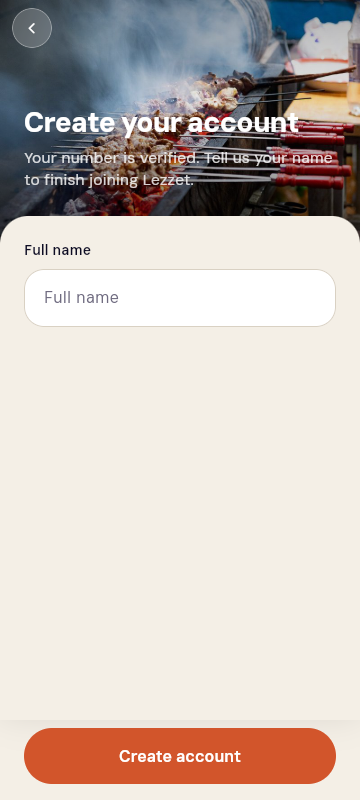 Create your account
Your number is verified. Tell us your name
to finish joining Lezzet.
Full name
Full name
Create account